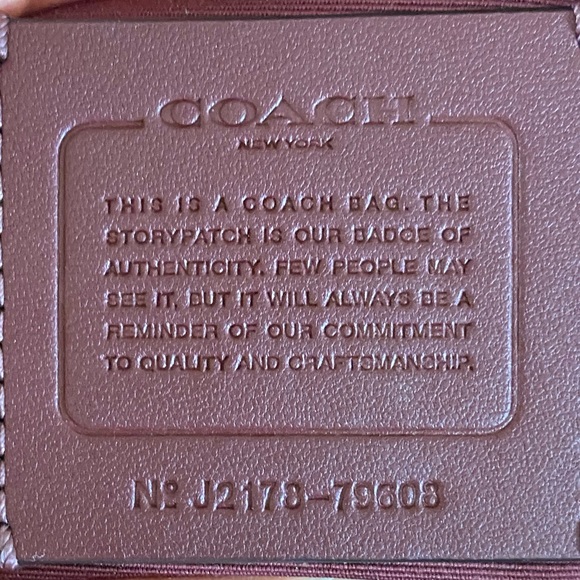 COACH
NEW YORK
THIS IS A COACH BAG. THE
STORYPATCH IS OUR BADGE OF
AUTHENTICITY. FEW PEOPLE MAY
SEE IT, BUT IT WILL ALWAYS BE A
REMINDER OF OUR COMMITMENT
TO QUALITY AND CRAFTSMANSHIP.
Nº J2178-79608